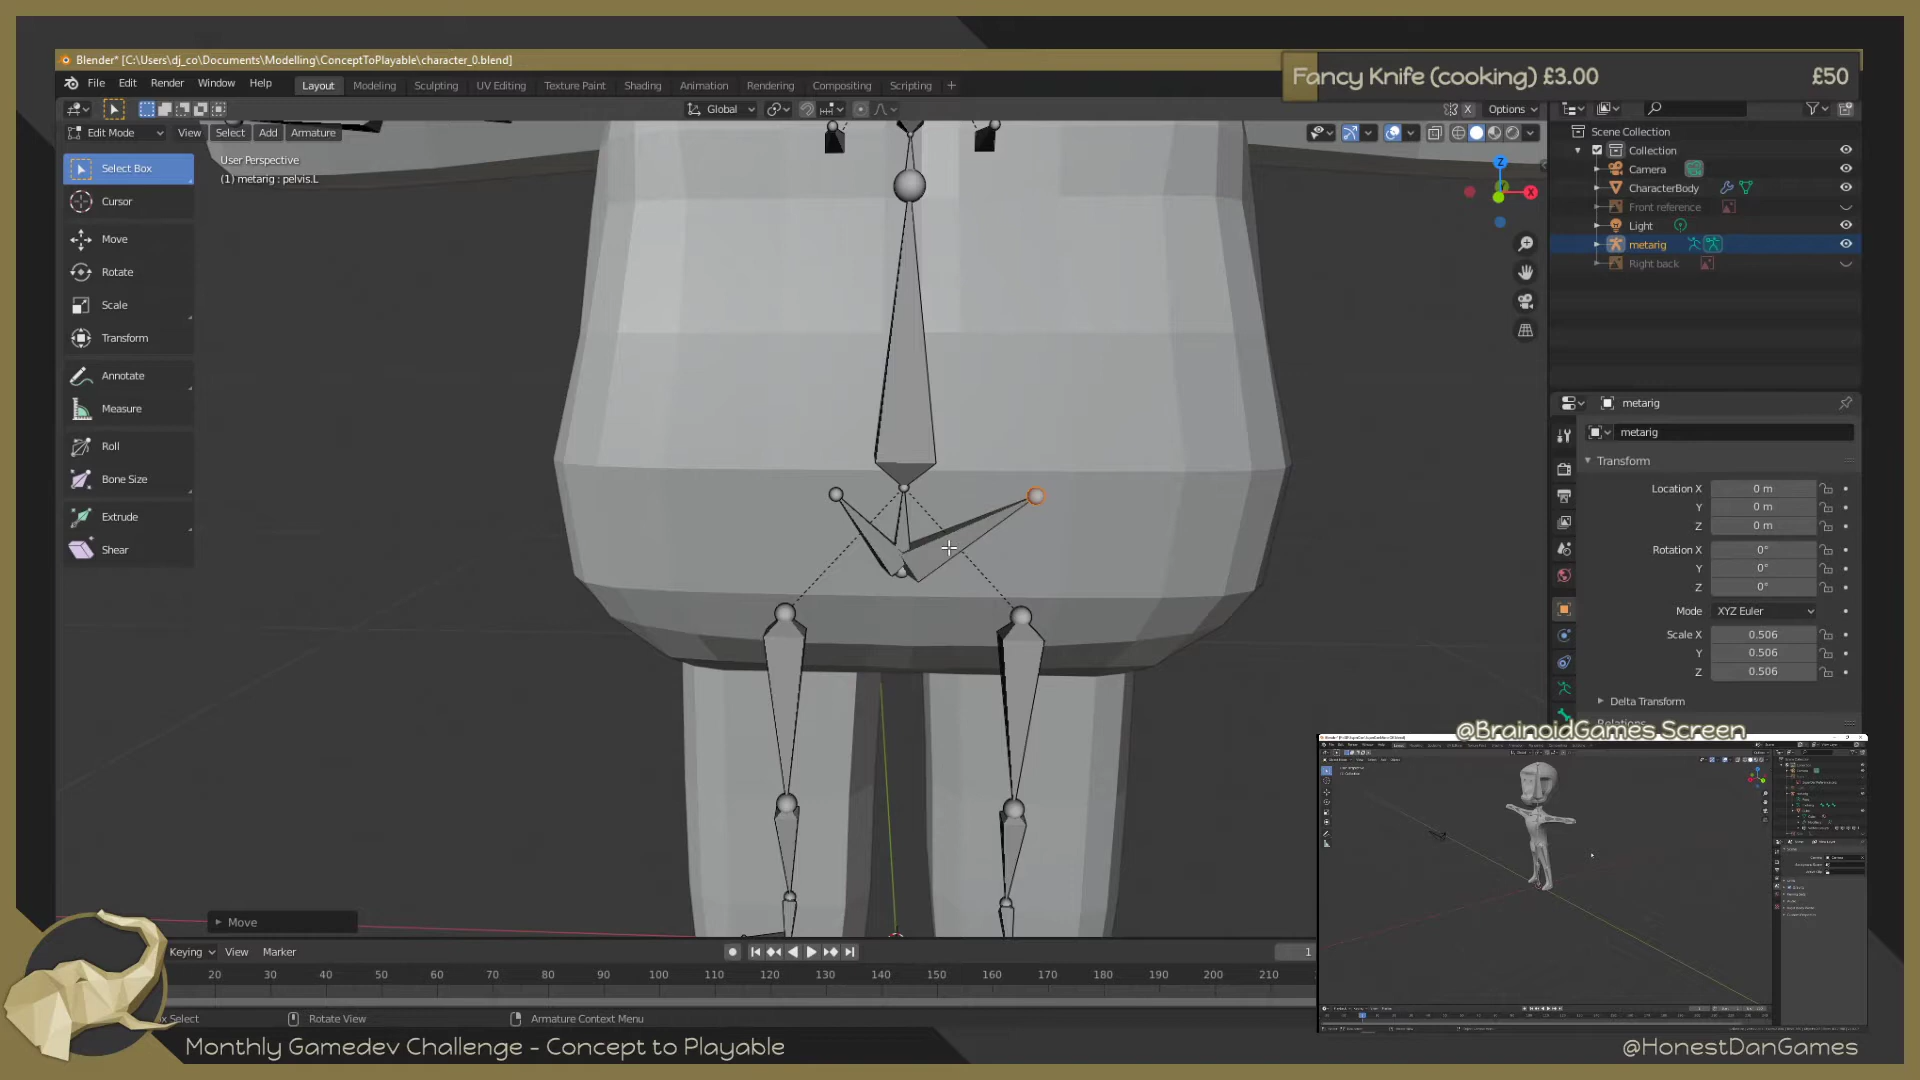 Blender* [C:\Users\dj_co\Documents\Modelling\ConceptToPlayable\character_0.blend]
Fancy Knife (cooking) £3.00 £50
File Edit Render Window Help Layout Modeling Sculpting UV Editing Texture Paint Shading Animation Rendering Compositing Scripting +
Global X Options
Edit Mode View Select Add Armature
Scene Collection
Collection
Camera
CharacterBody
Front reference
Light
metarig
Right back
User Perspective
(1) metarig : pelvis.L
Select Box
Cursor
Move
Rotate
Scale
Transform
Annotate
Measure
Roll
Bone Size
Extrude
Shear
Z
X
metarig
metarig
Transform
Location X 0 m
Y 0 m
Z 0 m
Rotation X 0°
Y 0°
Z 0°
Mode XYZ Euler
Scale X 0.506
Y 0.506
Z 0.506
Delta Transform
Relations
@BrainoidGames Screen
Move
Keying View Marker 1
20 30 40 50 60 70 80 90 100 110 120 130 140 150 160 170 180 190 200 210
x Select Rotate View Armature Context Menu
Monthly Gamedev Challenge - Concept to Playable
@HonestDanGames